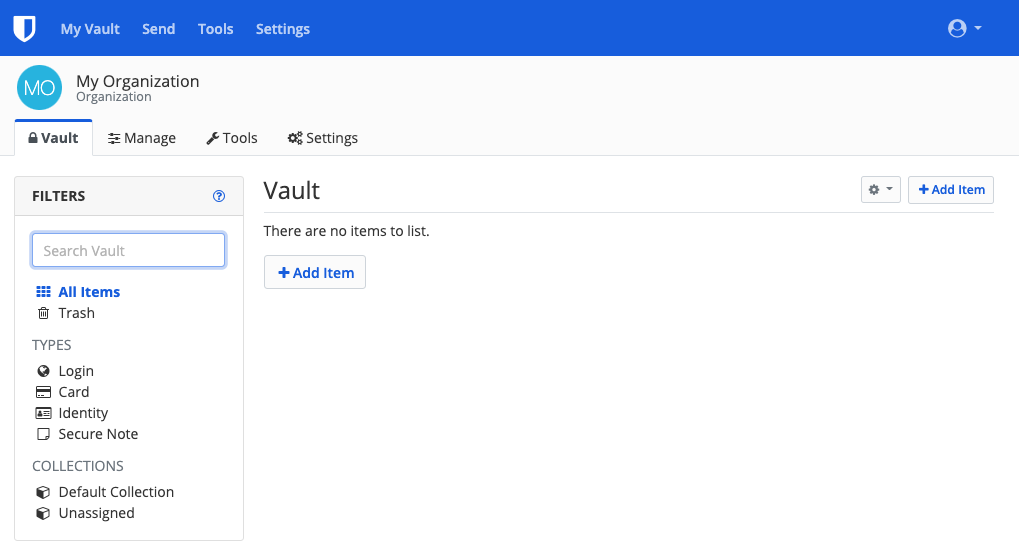 My Vault Send Tools Settings
MO
My Organization
Organization
Vault Manage Tools Settings
FILTERS
Search Vault
All Items
Trash
TYPES
Login
Card
Identity
Secure Note
COLLECTIONS
Default Collection
Unassigned
Vault
Add Item
There are no items to list.
Add Item